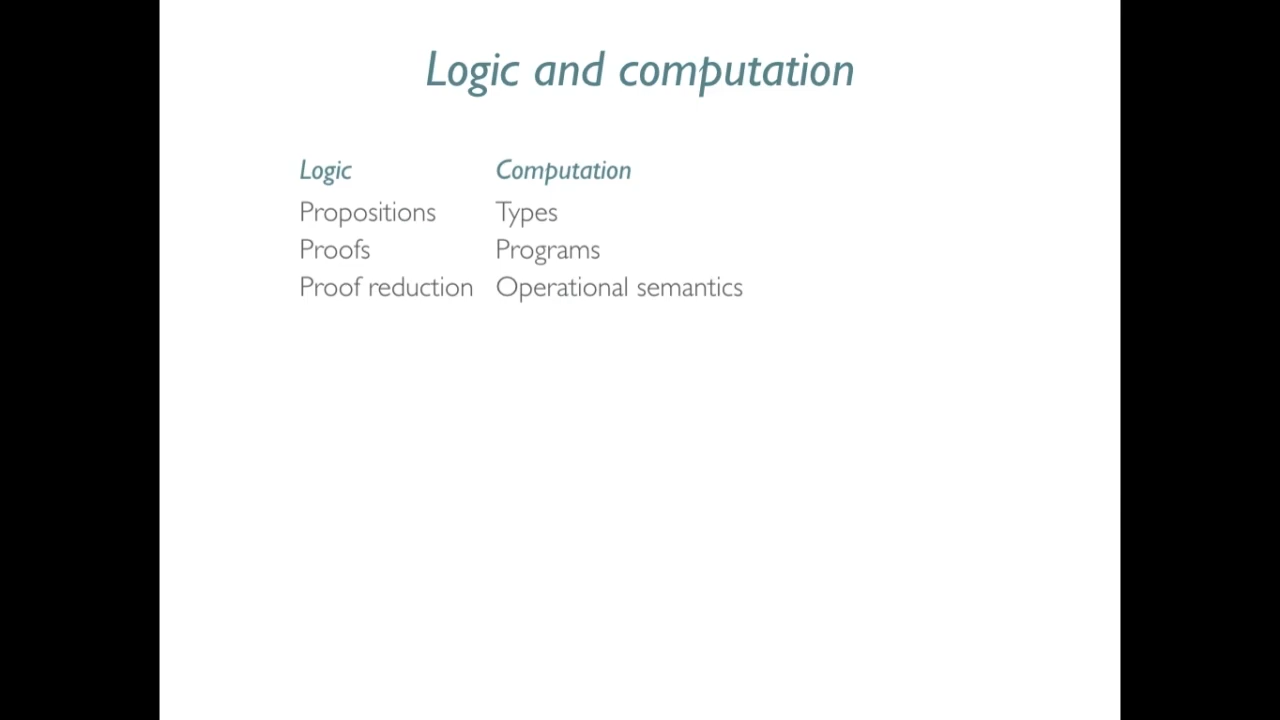 Logic and computation
Logic Computation
Propositions Types
Proofs Programs
Proof reduction Operational semantics